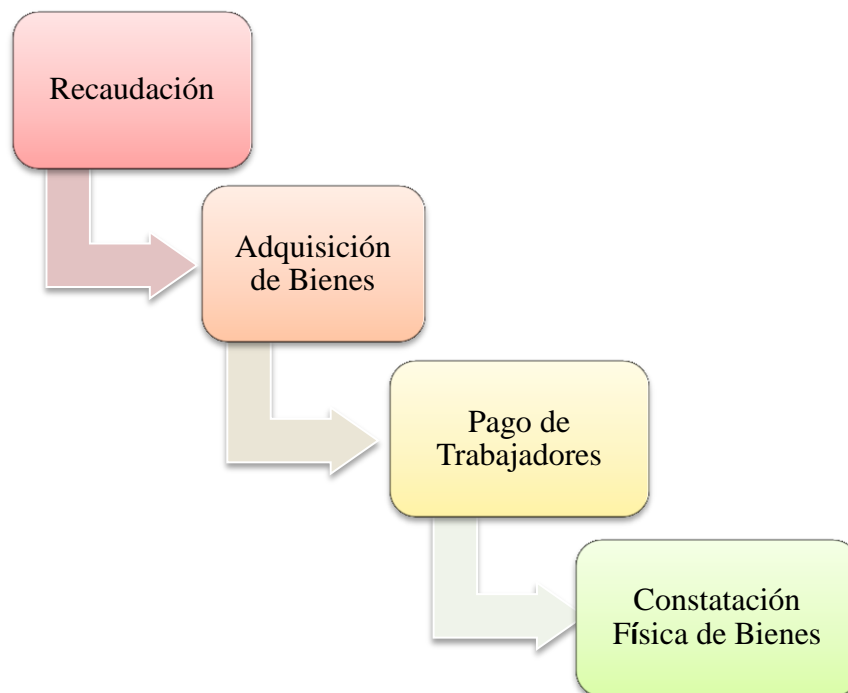 Recaudación
Adquisición
de Bienes
Pago de
Trabajadores
Constatación
Física de Bienes